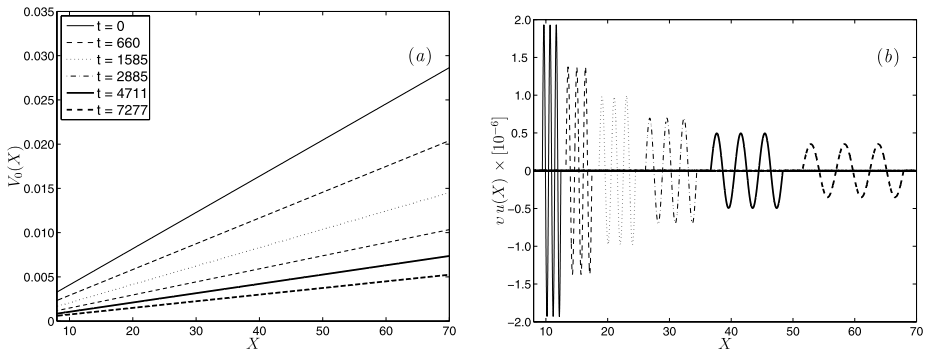 0.035
0.030
0.025
0.020
0.015
0.010
0.005
0
10 20 30 40 50 60 70
X
V₀(X)
t = 0
t = 660
t = 1585
t = 2885
t = 4711
t = 7277
(a)
2.0
1.5
1.0
0.5
0
−0.5
−1.0
−1.5
−2.0
10 20 30 40 50 60 70
X
v u(X) × [10⁻⁶]
(b)